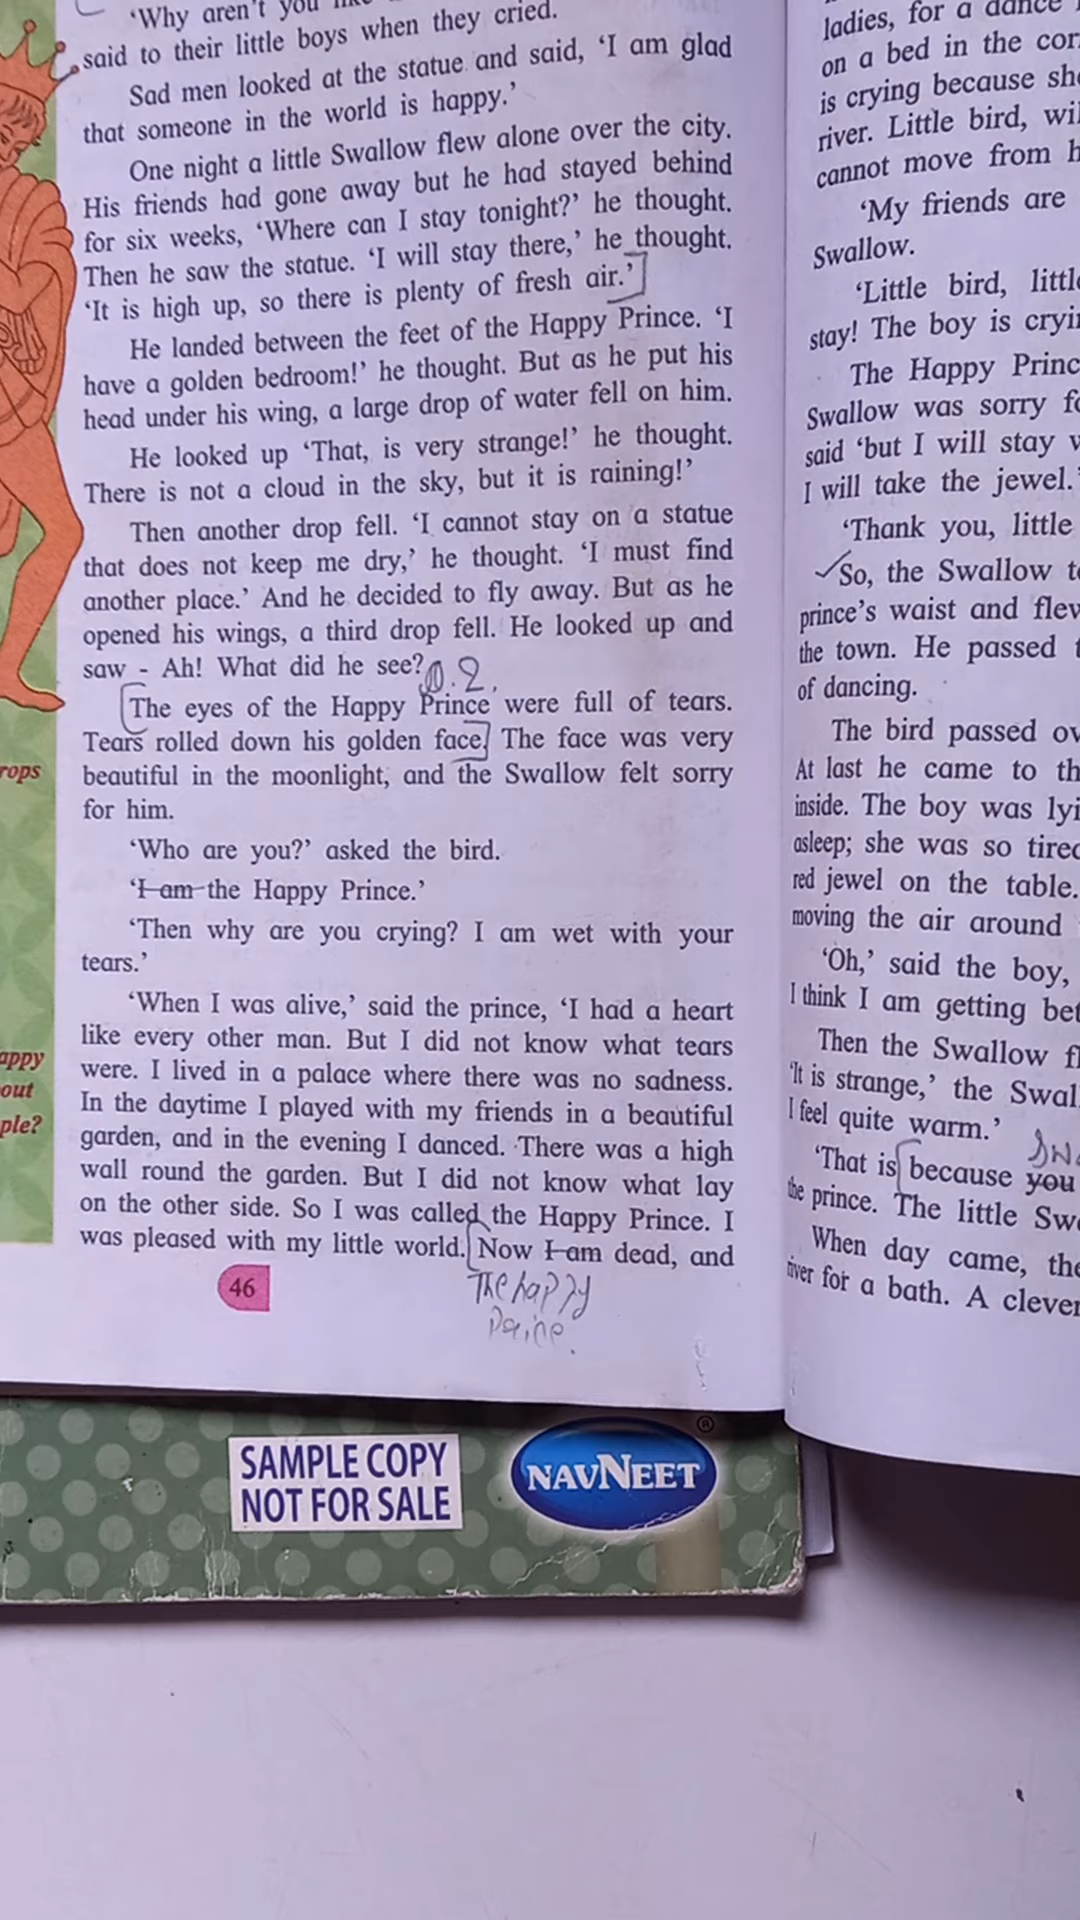 'Why aren't you
said to their little boys when they cried.
Sad men looked at the statue and said, 'I am glad
that someone in the world is happy.'
One night a little Swallow flew alone over the city.
His friends had gone away but he had stayed behind
for six weeks, 'Where can I stay tonight?' he thought.
Then he saw the statue. 'I will stay there,' he thought.
'It is high up, so there is plenty of fresh air.'
He landed between the feet of the Happy Prince. 'I
have a golden bedroom!' he thought. But as he put his
head under his wing, a large drop of water fell on him.
He looked up 'That, is very strange!' he thought.
There is not a cloud in the sky, but it is raining!'
Then another drop fell. 'I cannot stay on a statue
that does not keep me dry,' he thought. 'I must find
another place.' And he decided to fly away. But as he
opened his wings, a third drop fell. He looked up and
saw - Ah! What did he see?
The eyes of the Happy Prince were full of tears.
Tears rolled down his golden face. The face was very
beautiful in the moonlight, and the Swallow felt sorry
for him.
'Who are you?' asked the bird.
'I am the Happy Prince.'
'Then why are you crying? I am wet with your
tears.'
'When I was alive,' said the prince, 'I had a heart
like every other man. But I did not know what tears
were. I lived in a palace where there was no sadness.
In the daytime I played with my friends in a beautiful
garden, and in the evening I danced. There was a high
wall round the garden. But I did not know what lay
on the other side. So I was called the Happy Prince. I
was pleased with my little world. Now I am dead, and
The happy
46
rops
appy
out
ple?
ladies, for a dance
on a bed in the cor
is crying because she
river. Little bird, wil
cannot move from h
'My friends are
Swallow.
'Little bird, little
stay! The boy is cryi
The Happy Princ
Swallow was sorry fo
said 'but I will stay w
I will take the jewel.'
'Thank you, little
So, the Swallow to
prince's waist and flew
the town. He passed t
of dancing.
The bird passed ov
At last he came to th
inside. The boy was lyi
asleep; she was so tired
red jewel on the table.
moving the air around
'Oh,' said the boy,
I think I am getting bet
Then the Swallow fl
'It is strange,' the Swal
I feel quite warm.'
'That is because you
the prince. The little Swa
When day came, the
river for a bath. A clever
SAMPLE COPY
NOT FOR SALE
NAVNEET